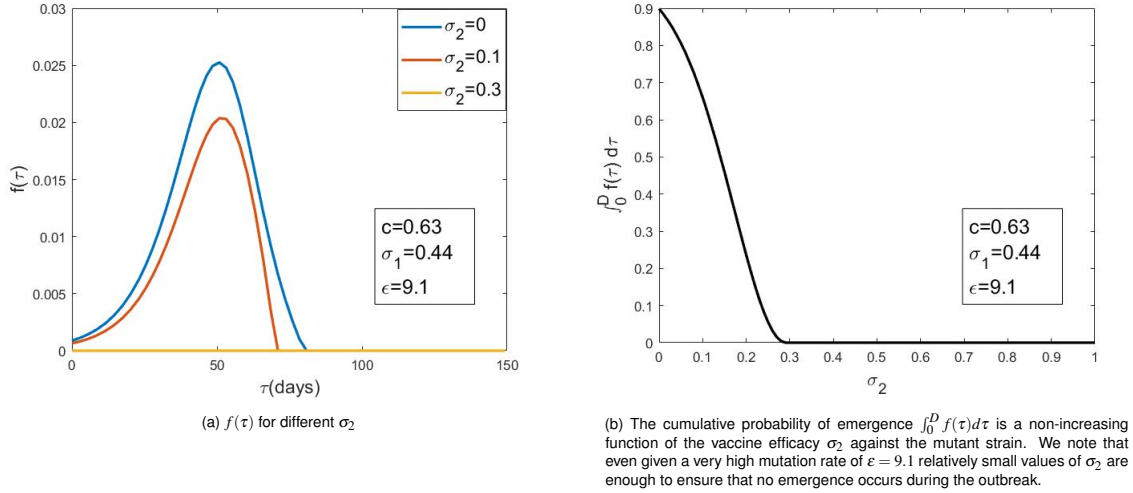 0.03
0.025
0.02
0.015
0.01
0.005
0
f(τ)
0
50
100
150
τ(days)
σ2=0
σ2=0.1
σ2=0.3
c=0.63
σ1=0.44
ϵ=9.1
(a) f(τ) for different σ2
0.9
0.8
0.7
0.6
0.5
0.4
0.3
0.2
0.1
0
∫0D f(τ) dτ
0
0.1
0.2
0.3
0.4
0.5
0.6
0.7
0.8
0.9
1
σ2
c=0.63
σ1=0.44
ϵ=9.1
(b) The cumulative probability of emergence ∫0D f(τ)dτ is a non-increasing
function of the vaccine efficacy σ2 against the mutant strain. We note that
even given a very high mutation rate of ε = 9.1 relatively small values of σ2 are
enough to ensure that no emergence occurs during the outbreak.